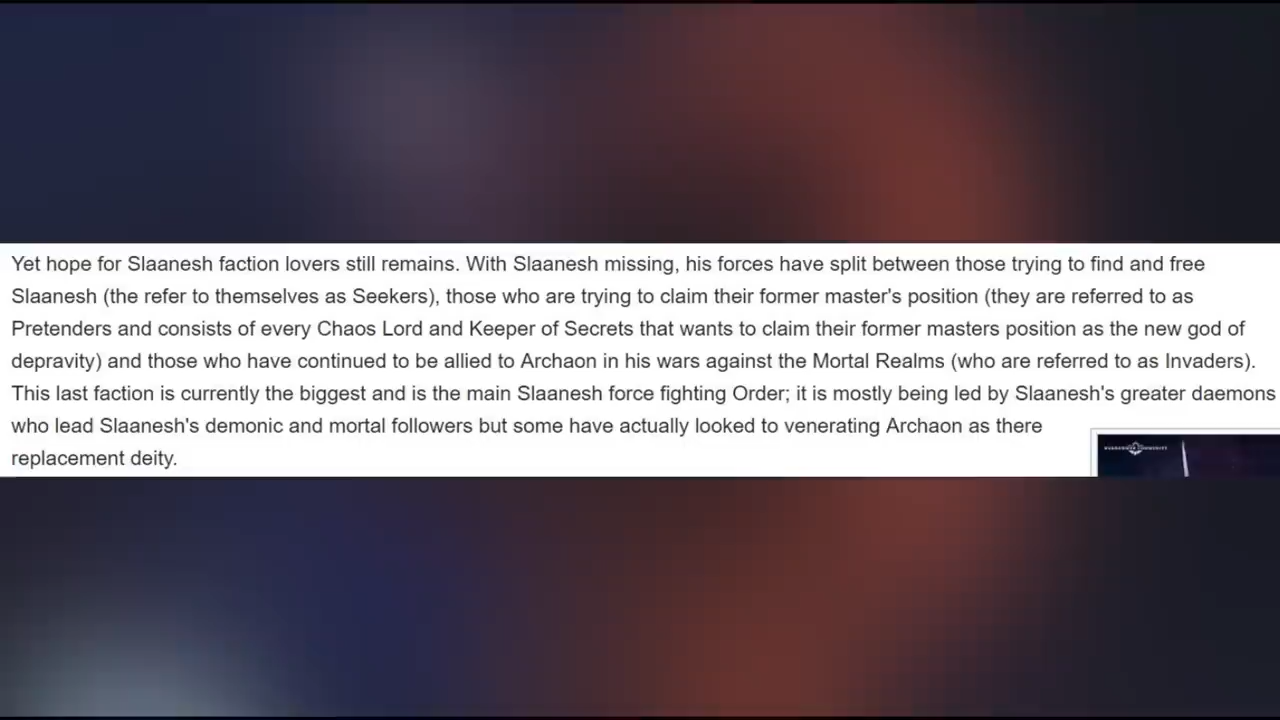 Yet hope for Slaanesh faction lovers still remains. With Slaanesh missing, his forces have split between those trying to find and free
Slaanesh (the refer to themselves as Seekers), those who are trying to claim their former master's position (they are referred to as
Pretenders and consists of every Chaos Lord and Keeper of Secrets that wants to claim their former masters position as the new god of
depravity) and those who have continued to be allied to Archaon in his wars against the Mortal Realms (who are referred to as Invaders).
This last faction is currently the biggest and is the main Slaanesh force fighting Order; it is mostly being led by Slaanesh's greater daemons
who lead Slaanesh's demonic and mortal followers but some have actually looked to venerating Archaon as there
replacement deity.
WARHAMMER COMMUNITY